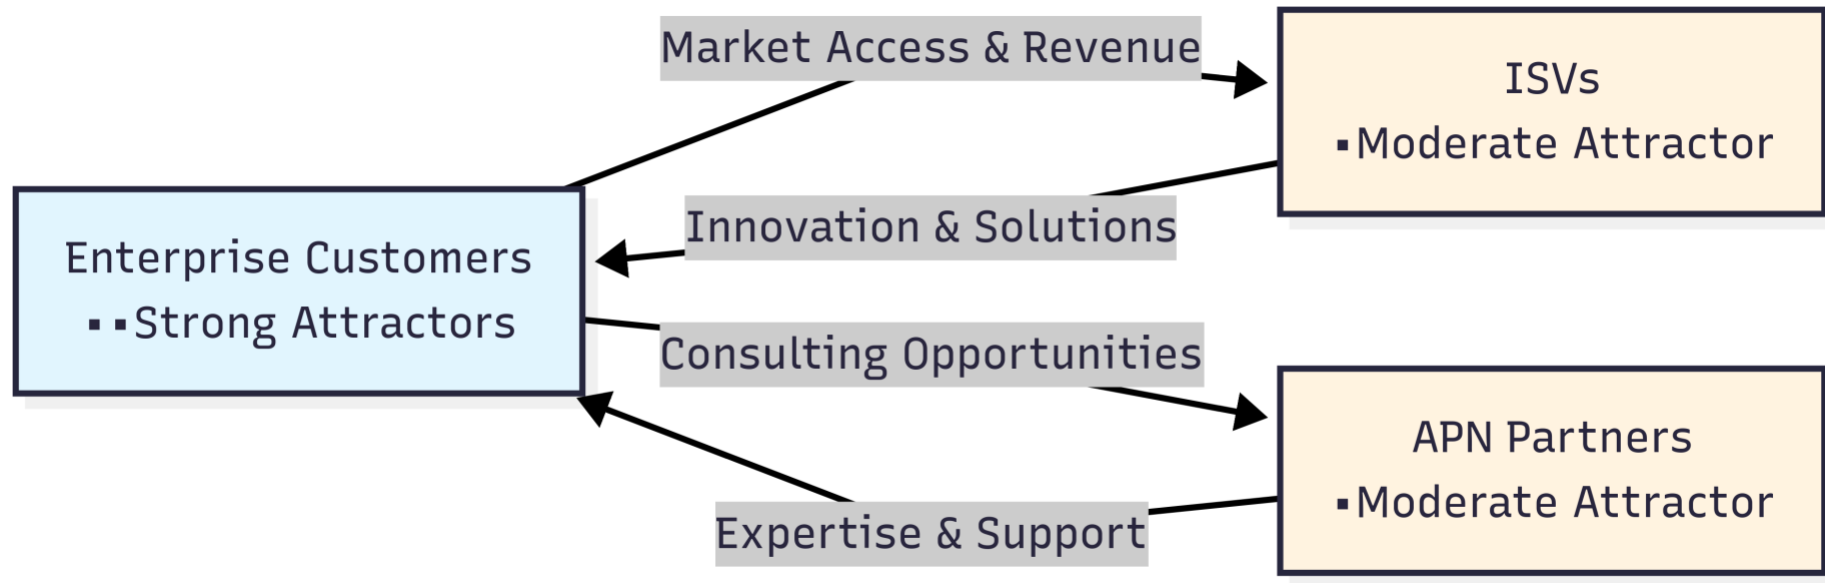 Market Access & Revenue
ISVs
▪Moderate Attractor
Innovation & Solutions
Enterprise Customers
▪▪Strong Attractors
Consulting Opportunities
APN Partners
▪Moderate Attractor
Expertise & Support